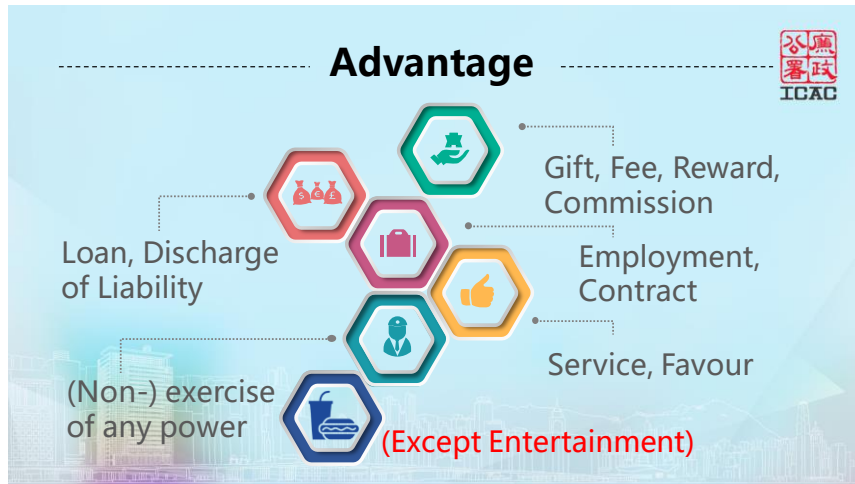 Advantage
廉政
公署
ICAC
Gift, Fee, Reward,
Commission
Loan, Discharge
of Liability
$ € £
Employment,
Contract
Service, Favour
(Non-) exercise
of any power
(Except Entertainment)